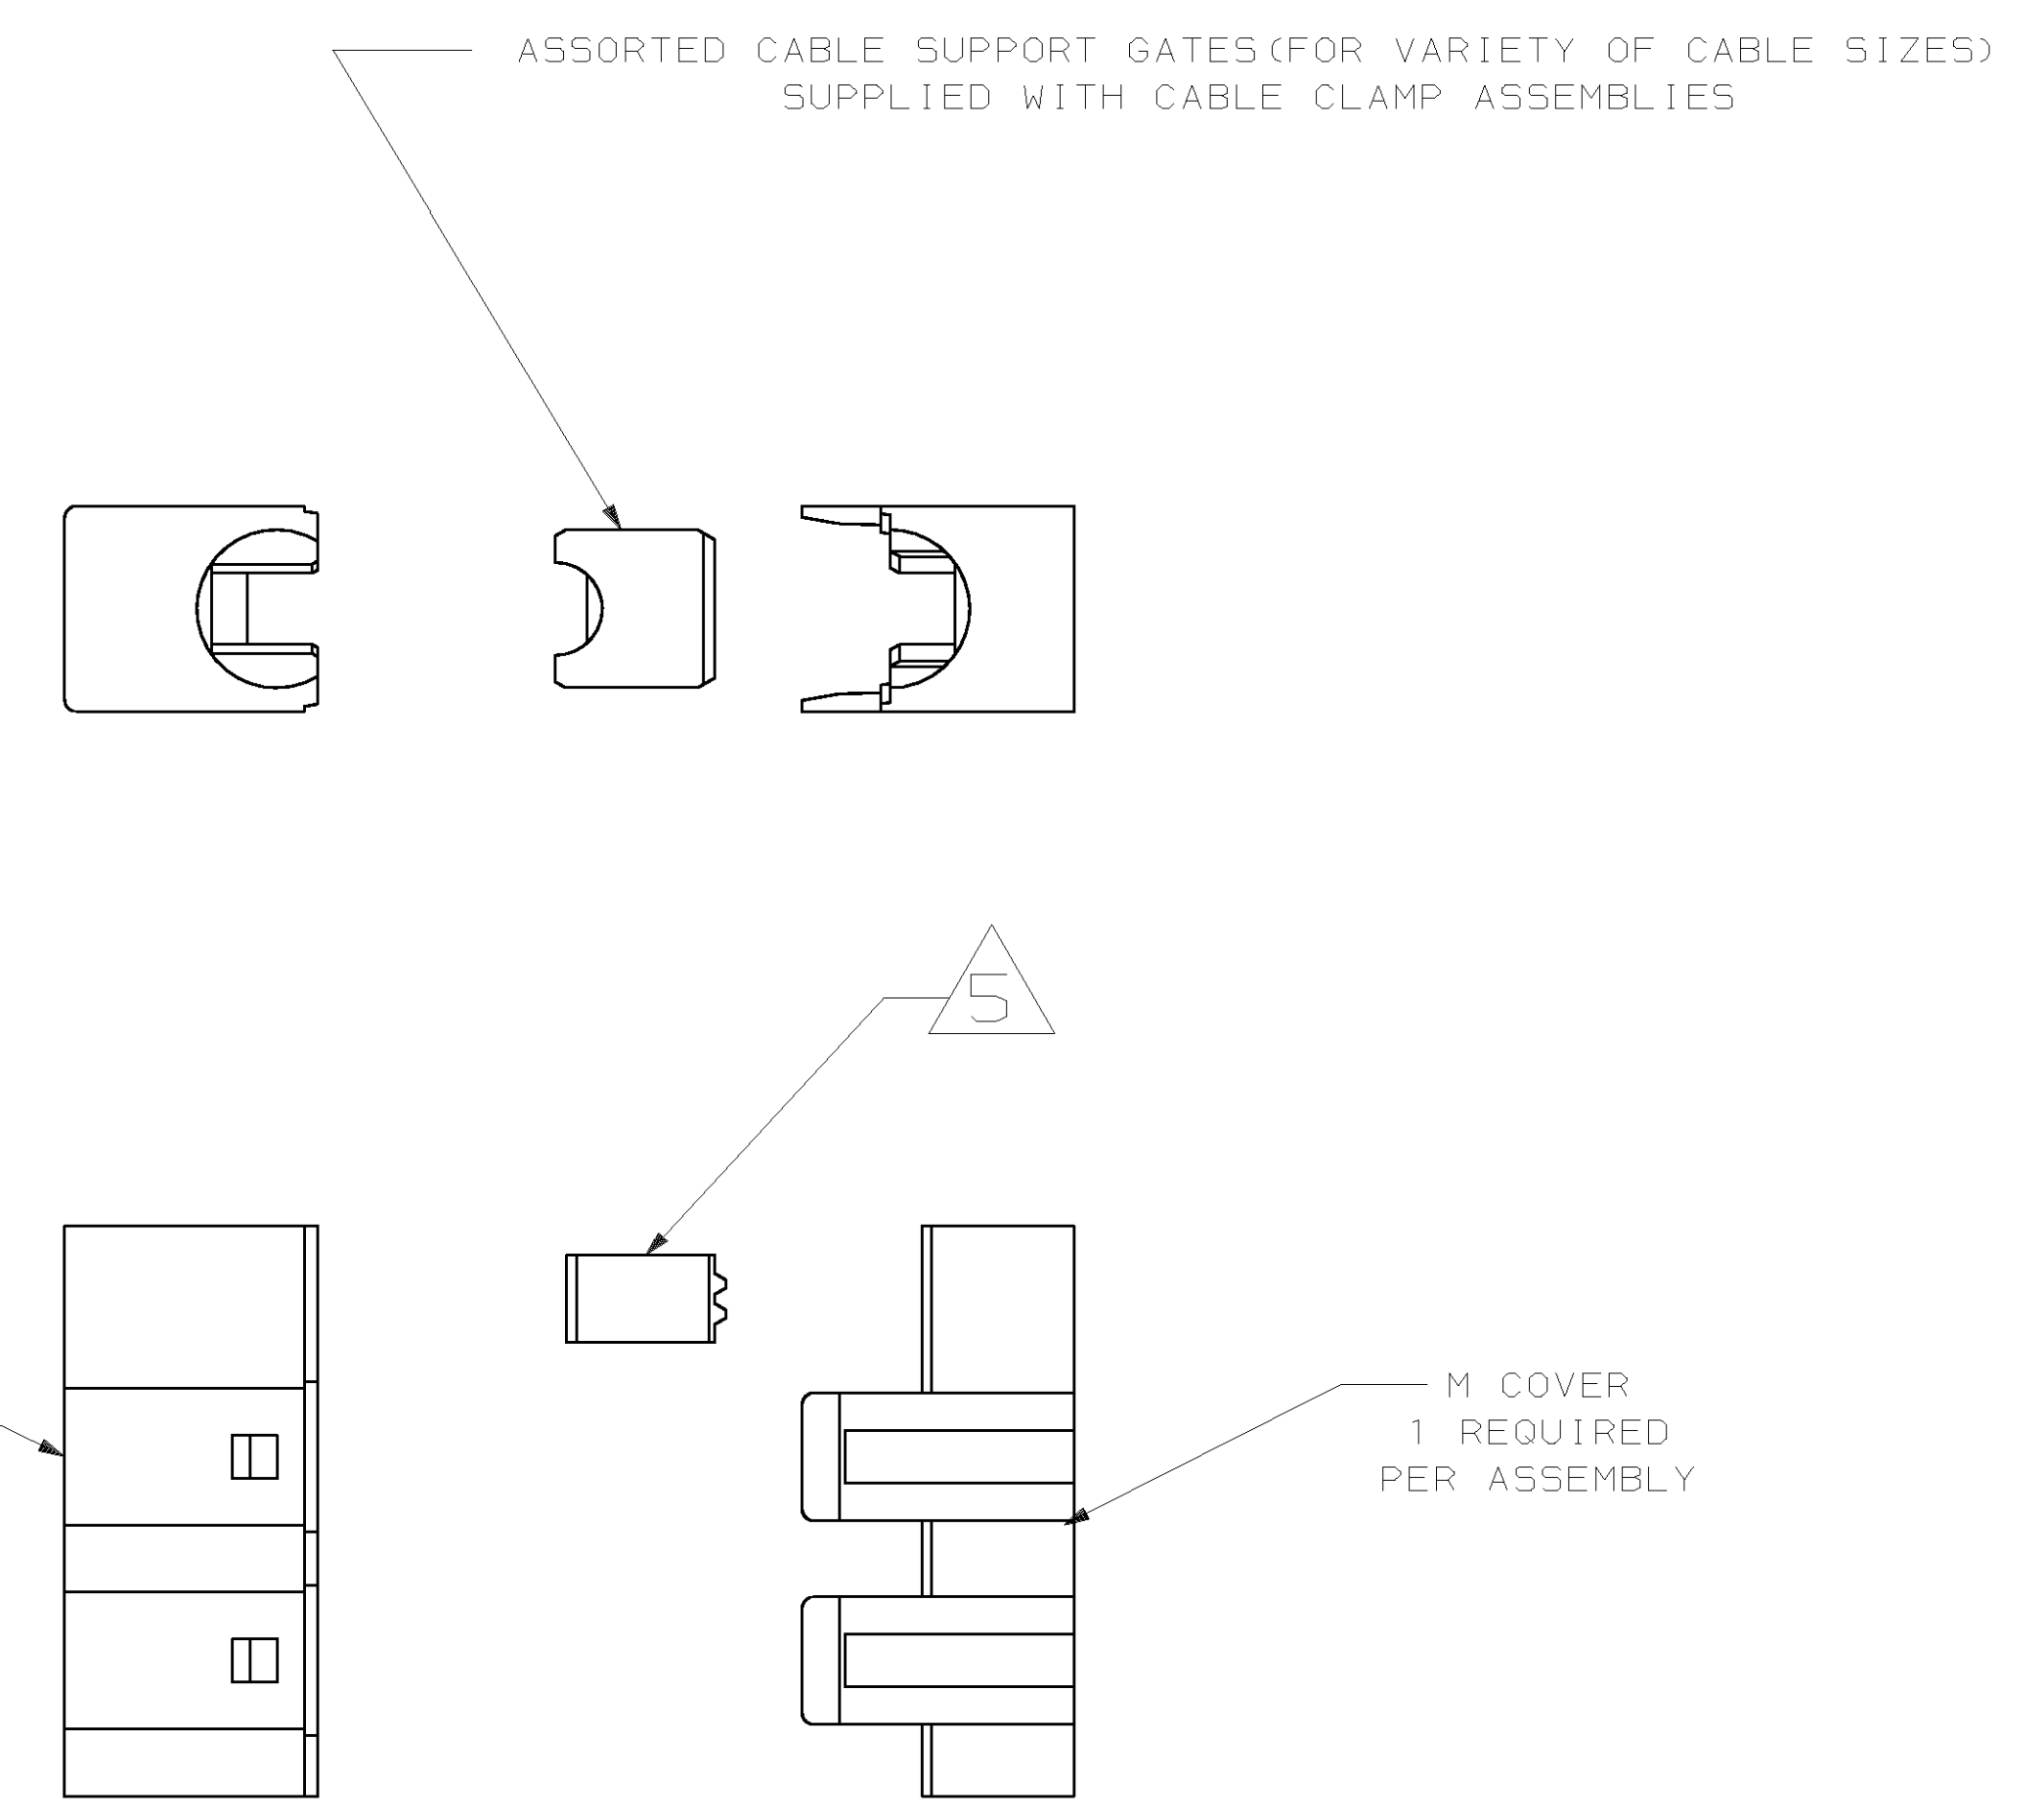 ASSORTED CABLE SUPPORT GATES(FOR VARIETY OF CABLE SIZES)
SUPPLIED WITH CABLE CLAMP ASSEMBLIES
5
M COVER
1 REQUIRED
PER ASSEMBLY